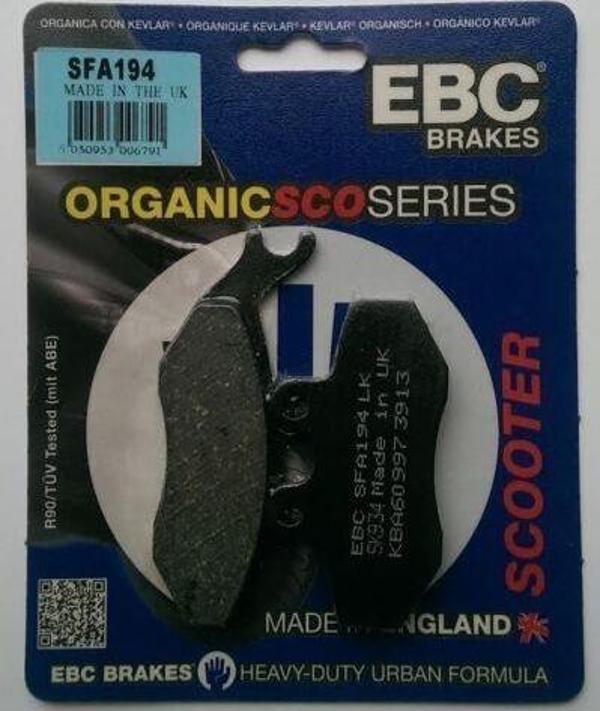 ORGANICA CON KEVLAR® • ORGANIQUE KEVLAR® • KEVLAR® ORGANISCH • ORGANICO KEVLAR®
SFA194
MADE IN THE UK
5 030953 006791
EBC®
BRAKES
ORGANICSCOSERIES
R90/TÜV Tested (mit ABE)
EBC SFA194 LK
Made in UK
KBA60997 3913
SCOOTER
MADE IN ENGLAND
EBC BRAKES® HEAVY-DUTY URBAN FORMULA